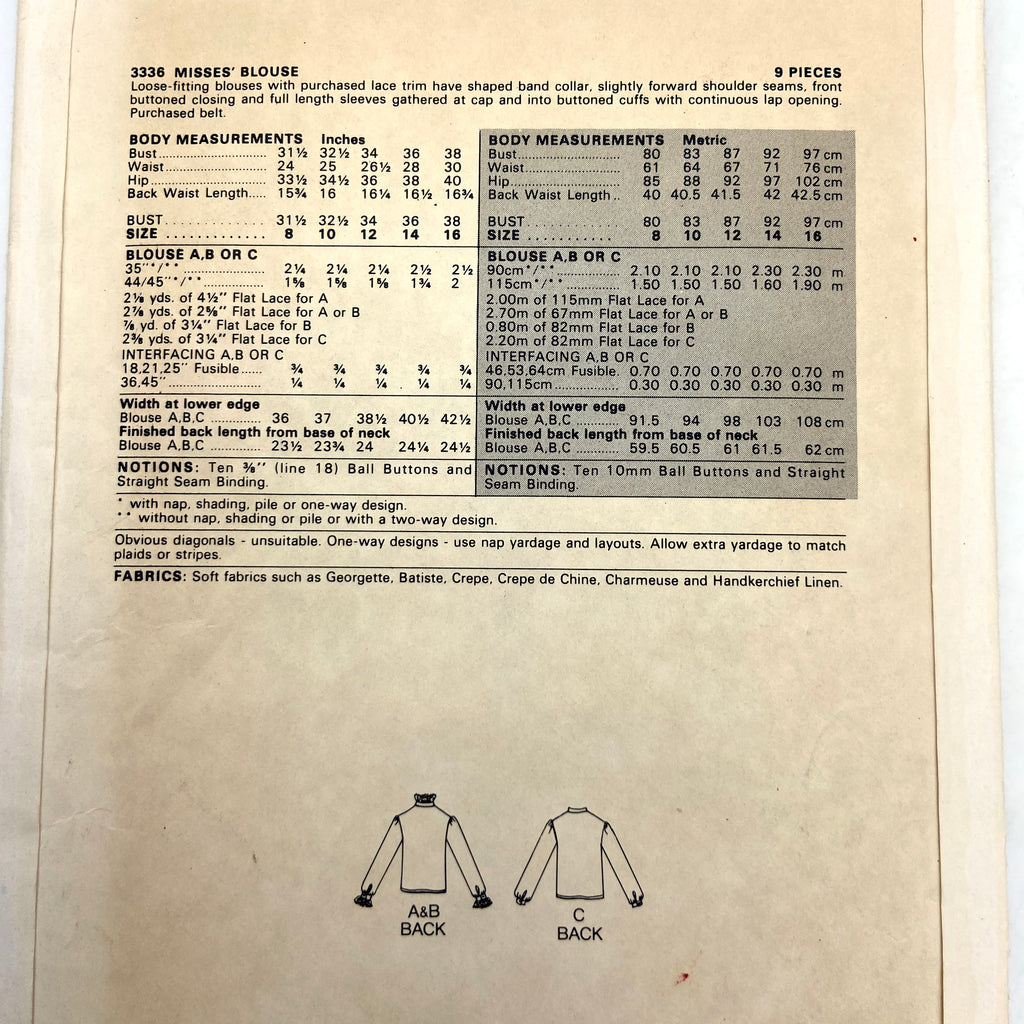 3336 MISSES' BLOUSE 9 PIECES
Loose-fitting blouses with purchased lace trim have shaped band collar, slightly forward shoulder seams, front
buttoned closing and full length sleeves gathered at cap and into buttoned cuffs with continuous lap opening.
Purchased belt.
BODY MEASUREMENTS Inches
Bust........................... 31½ 32½ 34 36 38
Waist......................... 24 25 26½ 28 30
Hip............................ 33½ 34½ 36 38 40
Back Waist Length..... 15¾ 16 16¼ 16½ 16¾
BUST ............. 31½ 32½ 34 36 38
SIZE ............. 8 10 12 14 16
BLOUSE A,B OR C
35"*/** .................... 2¼ 2¼ 2¼ 2½ 2½
44/45"*/** ............... 1⅝ 1⅝ 1⅝ 1¾ 2
2⅛ yds. of 4½" Flat Lace for A
2⅞ yds. of 2⅝" Flat Lace for A or B
⅞ yd. of 3¼" Flat Lace for B
2⅜ yds. of 3¼" Flat Lace for C
INTERFACING A,B OR C
18,21,25" Fusible...... ¾ ¾ ¾ ¾ ¾
36,45" ....................... ¼ ¼ ¼ ¼ ¼
Width at lower edge
Blouse A,B,C ............ 36 37 38½ 40½ 42½
Finished back length from base of neck
Blouse A,B,C ............ 23½ 23¾ 24 24¼ 24½
NOTIONS: Ten ⅜" (line 18) Ball Buttons and
Straight Seam Binding.
BODY MEASUREMENTS Metric
Bust.......................... 80 83 87 92 97 cm
Waist........................ 61 64 67 71 76 cm
Hip........................... 85 88 92 97 102 cm
Back Waist Length .. 40 40.5 41.5 42 42.5 cm
BUST ............. 80 83 87 92 97 cm
SIZE ........... 8 10 12 14 16
BLOUSE A,B OR C
90cm*/** ................ 2.10 2.10 2.10 2.30 2.30 m
115cm*/** .............. 1.50 1.50 1.50 1.60 1.90 m
2.00m of 115mm Flat Lace for A
2.70m of 67mm Flat Lace for A or B
0.80m of 82mm Flat Lace for B
2.20m of 82mm Flat Lace for C
INTERFACING A,B OR C
46,53,64cm Fusible. 0.70 0.70 0.70 0.70 0.70 m
90,115cm................ 0.30 0.30 0.30 0.30 0.30 m
Width at lower edge
Blouse A,B,C ........... 91.5 94 98 103 108 cm
Finished back length from base of neck
Blouse A,B,C ........... 59.5 60.5 61 61.5 62 cm
NOTIONS: Ten 10mm Ball Buttons and Straight
Seam Binding.
* with nap, shading, pile or one-way design.
** without nap, shading or pile or with a two-way design.
Obvious diagonals - unsuitable. One-way designs - use nap yardage and layouts. Allow extra yardage to match
plaids or stripes.
FABRICS: Soft fabrics such as Georgette, Batiste, Crepe, Crepe de Chine, Charmeuse and Handkerchief Linen.
A&B
BACK
C
BACK